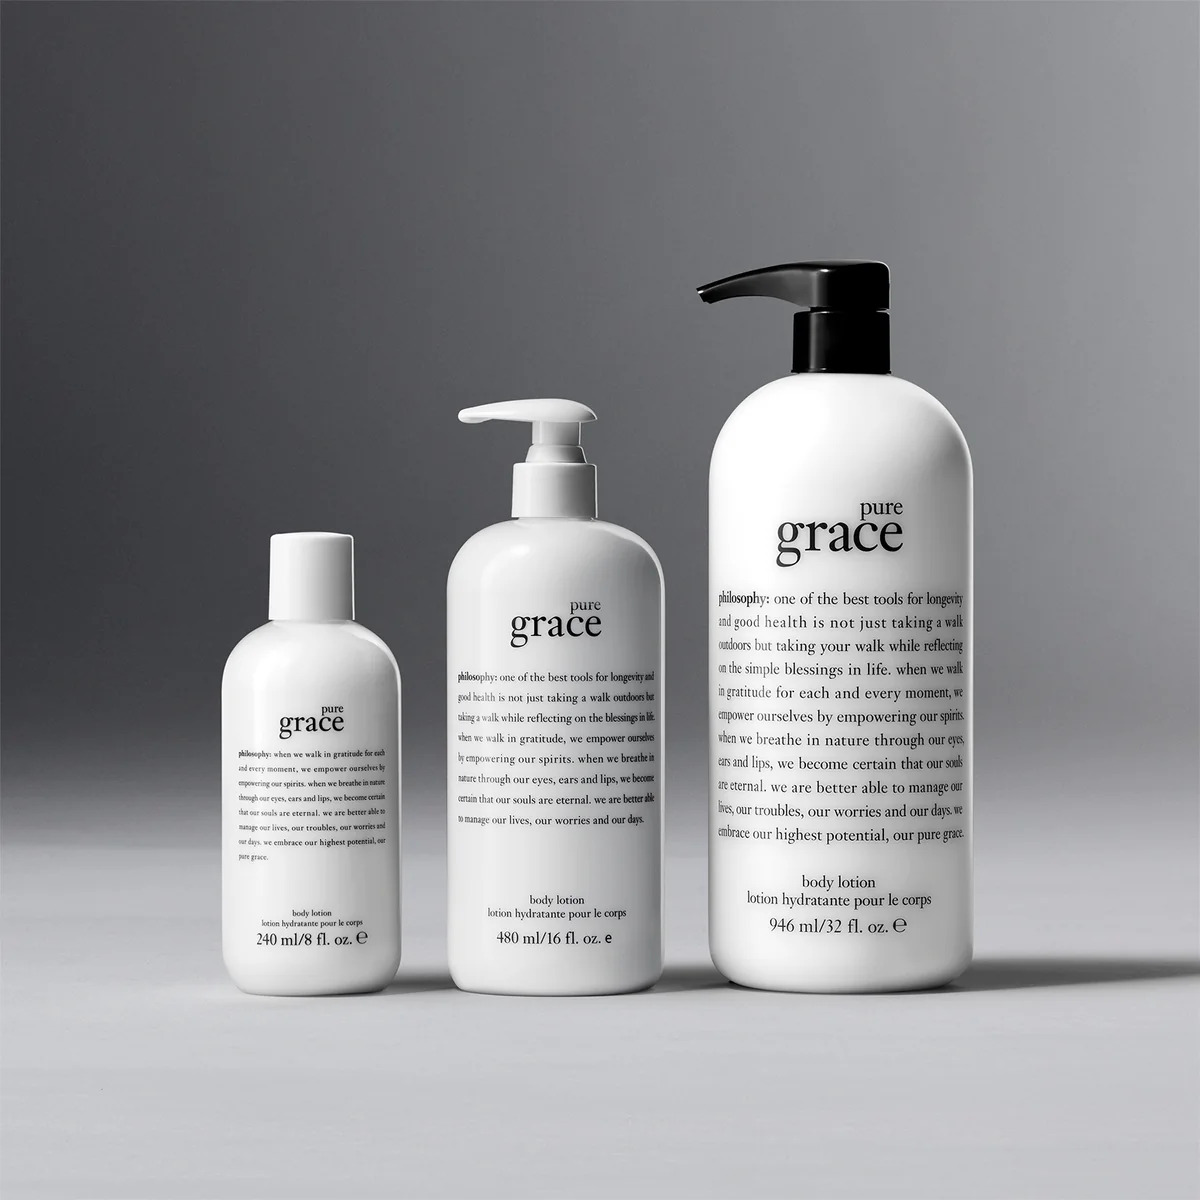 pure
grace
philosophy: when we walk in gratitude for each
and every moment, we empower ourselves by
empowering our spirits. when we breathe in nature
through our eyes, ears and lips, we become certain
that our souls are eternal. we are better able to
manage our lives, our troubles, our worries and
our days. we embrace our highest potential, our
pure grace.
body lotion
lotion hydratante pour le corps
240 ml/8 fl. oz. ℮
pure
grace
philosophy: one of the best tools for longevity and
good health is not just taking a walk outdoors but
taking a walk while reflecting on the blessings in life.
when we walk in gratitude, we empower ourselves
by empowering our spirits. when we breathe in
nature through our eyes, ears and lips, we become
certain that our souls are eternal. we are better able
to manage our lives, our worries and our days.
body lotion
lotion hydratante pour le corps
480 ml/16 fl. oz. e
pure
grace
philosophy: one of the best tools for longevity
and good health is not just taking a walk
outdoors but taking your walk while reflecting
on the simple blessings in life. when we walk
in gratitude for each and every moment, we
empower ourselves by empowering our spirits.
when we breathe in nature through our eyes,
ears and lips, we become certain that our souls
are eternal. we are better able to manage our
lives, our troubles, our worries and our days. we
embrace our highest potential, our pure grace.
body lotion
lotion hydratante pour le corps
946 ml/32 fl. oz. ℮